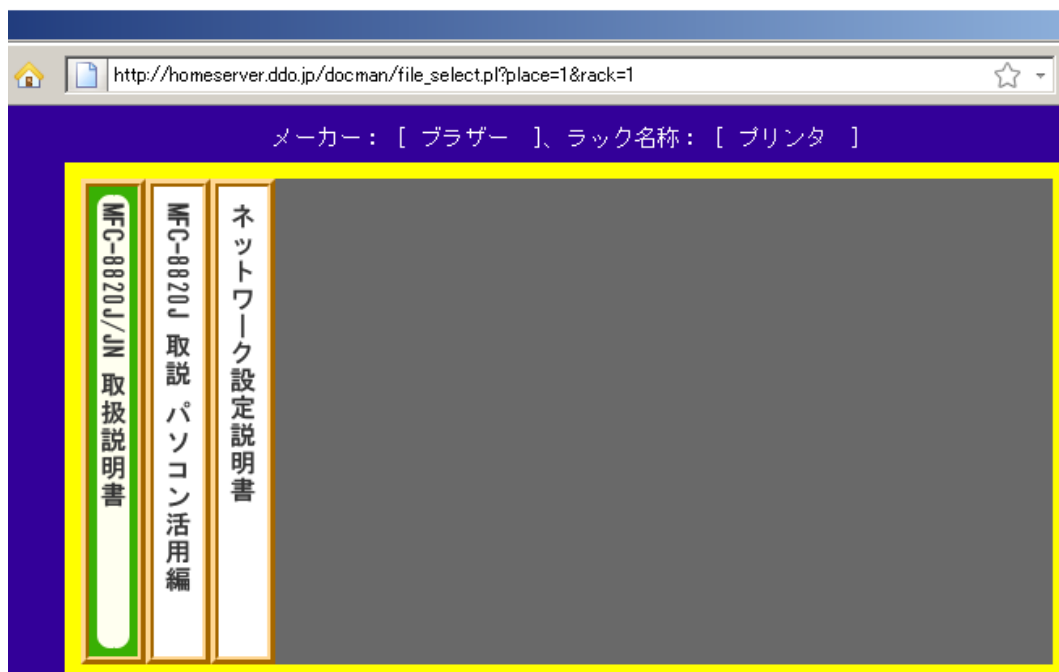 http://homeserver.ddo.jp/docman/file_select.pl?place=1&rack=1
メーカー： [ ブラザー　]、ラック名称： [ プリンタ　]
MFC-8820J/JN 取扱説明書
MFC-8820J 取説 パソコン活用編
ネットワーク設定説明書